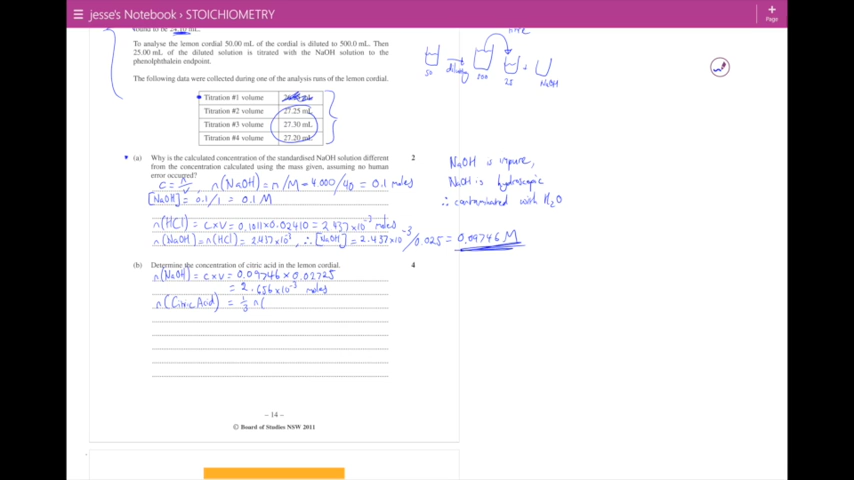 jesse's Notebook › STOICHIOMETRY
+
Page
found to be 24.10 mL
To analyse the lemon cordial 50.00 mL of the cordial is diluted to 500.0 mL. Then
25.00 mL of the diluted solution is titrated with the NaOH solution to the
phenolphthalein endpoint.
The following data were collected during one of the analysis runs of the lemon cordial.
50
dilution
500
25
NaOH
Titration #1 volume
Titration #2 volume 27.25 mL
Titration #3 volume 27.30 mL
Titration #4 volume 27.20 mL
(a) Why is the calculated concentration of the standardised NaOH solution different 2
from the concentration calculated using the mass given, assuming no human
error occurred?
c = n/v n(NaOH) = n/M = 4.000/40 = 0.1 moles
[NaOH] = 0.1/1 = 0.1 M
n(HCl) = c x v = 0.1011 x 0.02410 = 2.437 x 10⁻³ moles
n(NaOH) = n(HCl) = 2.437 x 10⁻³, ∴ [NaOH] = 2.437 x 10⁻³/0.025 = 0.09746 M
NaOH is impure,
NaOH is hydroscopic
∴ contaminated with H₂O
(b) Determine the concentration of citric acid in the lemon cordial. 4
n(NaOH) = c x v = 0.09746 x 0.02725
= 2.656 x 10⁻³ moles
n(Citric Acid) = 1/3 n(
– 14 –
© Board of Studies NSW 2011